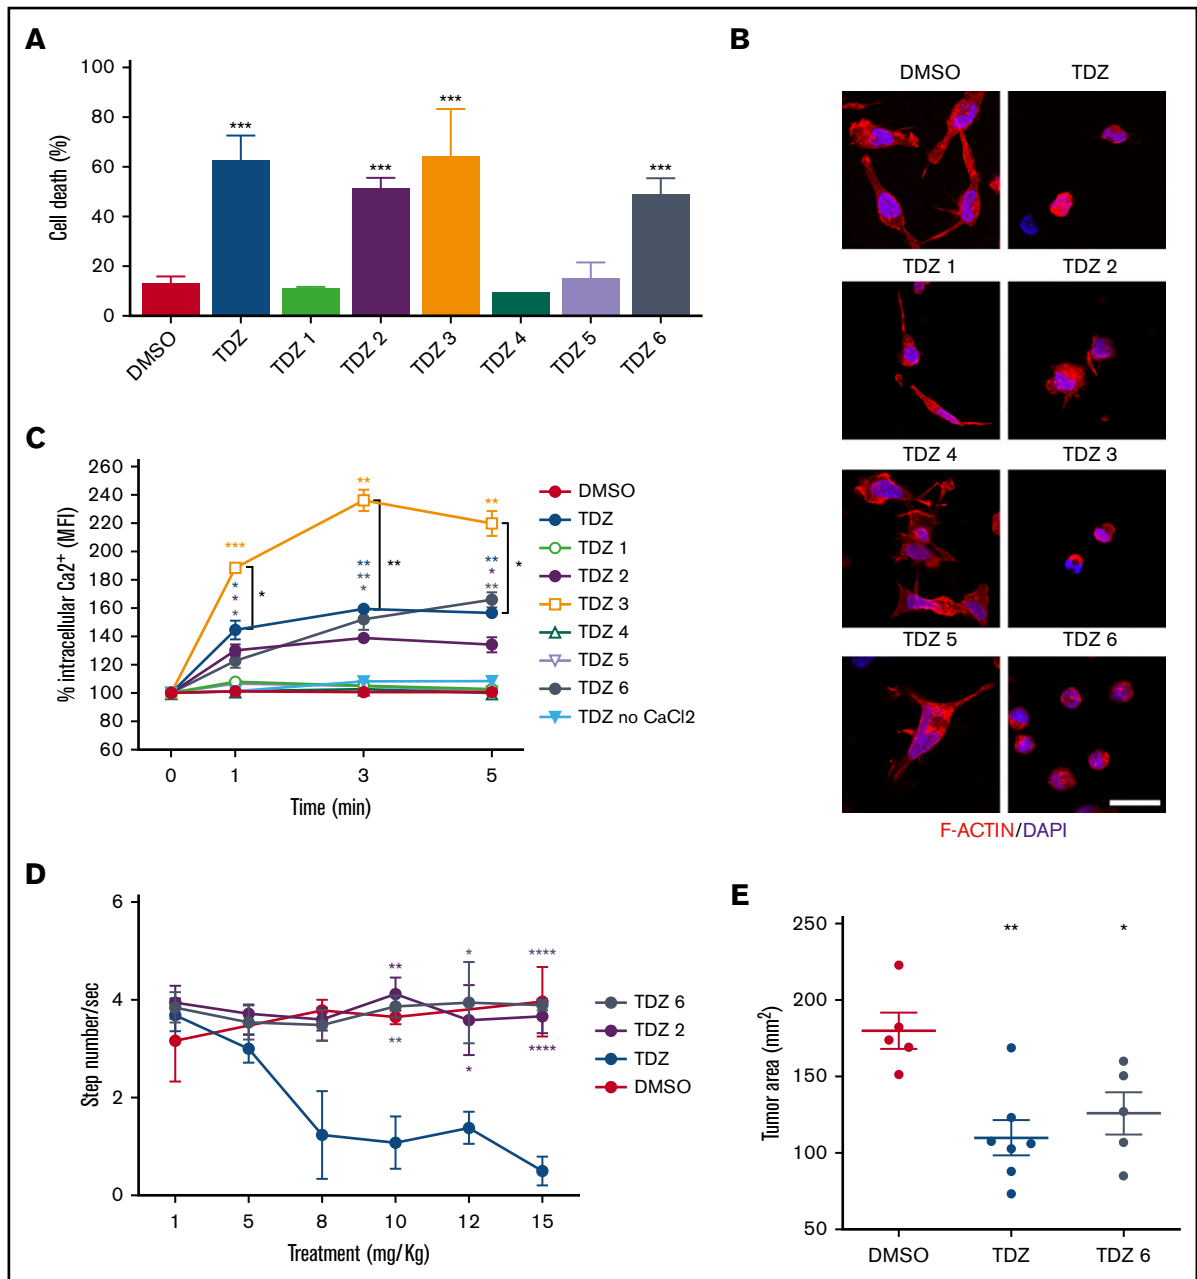 A
Cell death (%)
100
80
60
40
20
0
***
***
***
***
DMSO
TDZ
TDZ 1
TDZ 2
TDZ 3
TDZ 4
TDZ 5
TDZ 6
B
DMSO
TDZ
TDZ 1
TDZ 2
TDZ 4
TDZ 3
TDZ 5
TDZ 6
F-ACTIN/DAPI
C
% intracellular Ca2+ (MFI)
260
240
220
200
180
160
140
120
100
80
60
***
*
*
*
*
**
**
**
*
**
**
**
*
**
*
0
1
3
5
Time (min)
DMSO
TDZ
TDZ 1
TDZ 2
TDZ 3
TDZ 4
TDZ 5
TDZ 6
TDZ no CaCl2
D
Step number/sec
6
4
2
0
**
**
*
*
****
****
1
5
8
10
12
15
Treatment (mg/Kg)
TDZ 6
TDZ 2
TDZ
DMSO
E
Tumor area (mm2)
250
200
150
100
50
**
*
DMSO
TDZ
TDZ 6